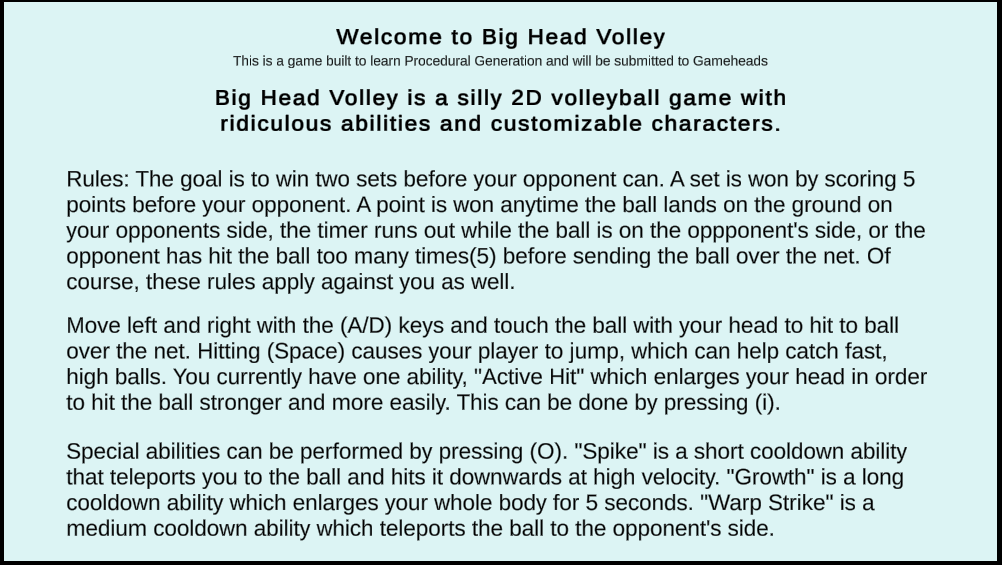 Welcome to Big Head Volley
This is a game built to learn Procedural Generation and will be submitted to Gameheads
Big Head Volley is a silly 2D volleyball game with
ridiculous abilities and customizable characters.
Rules: The goal is to win two sets before your opponent can. A set is won by scoring 5
points before your opponent. A point is won anytime the ball lands on the ground on
your opponents side, the timer runs out while the ball is on the oppponent's side, or the
opponent has hit the ball too many times(5) before sending the ball over the net. Of
course, these rules apply against you as well.
Move left and right with the (A/D) keys and touch the ball with your head to hit to ball
over the net. Hitting (Space) causes your player to jump, which can help catch fast,
high balls. You currently have one ability, "Active Hit" which enlarges your head in order
to hit the ball stronger and more easily. This can be done by pressing (i).
Special abilities can be performed by pressing (O). "Spike" is a short cooldown ability
that teleports you to the ball and hits it downwards at high velocity. "Growth" is a long
cooldown ability which enlarges your whole body for 5 seconds. "Warp Strike" is a
medium cooldown ability which teleports the ball to the opponent's side.